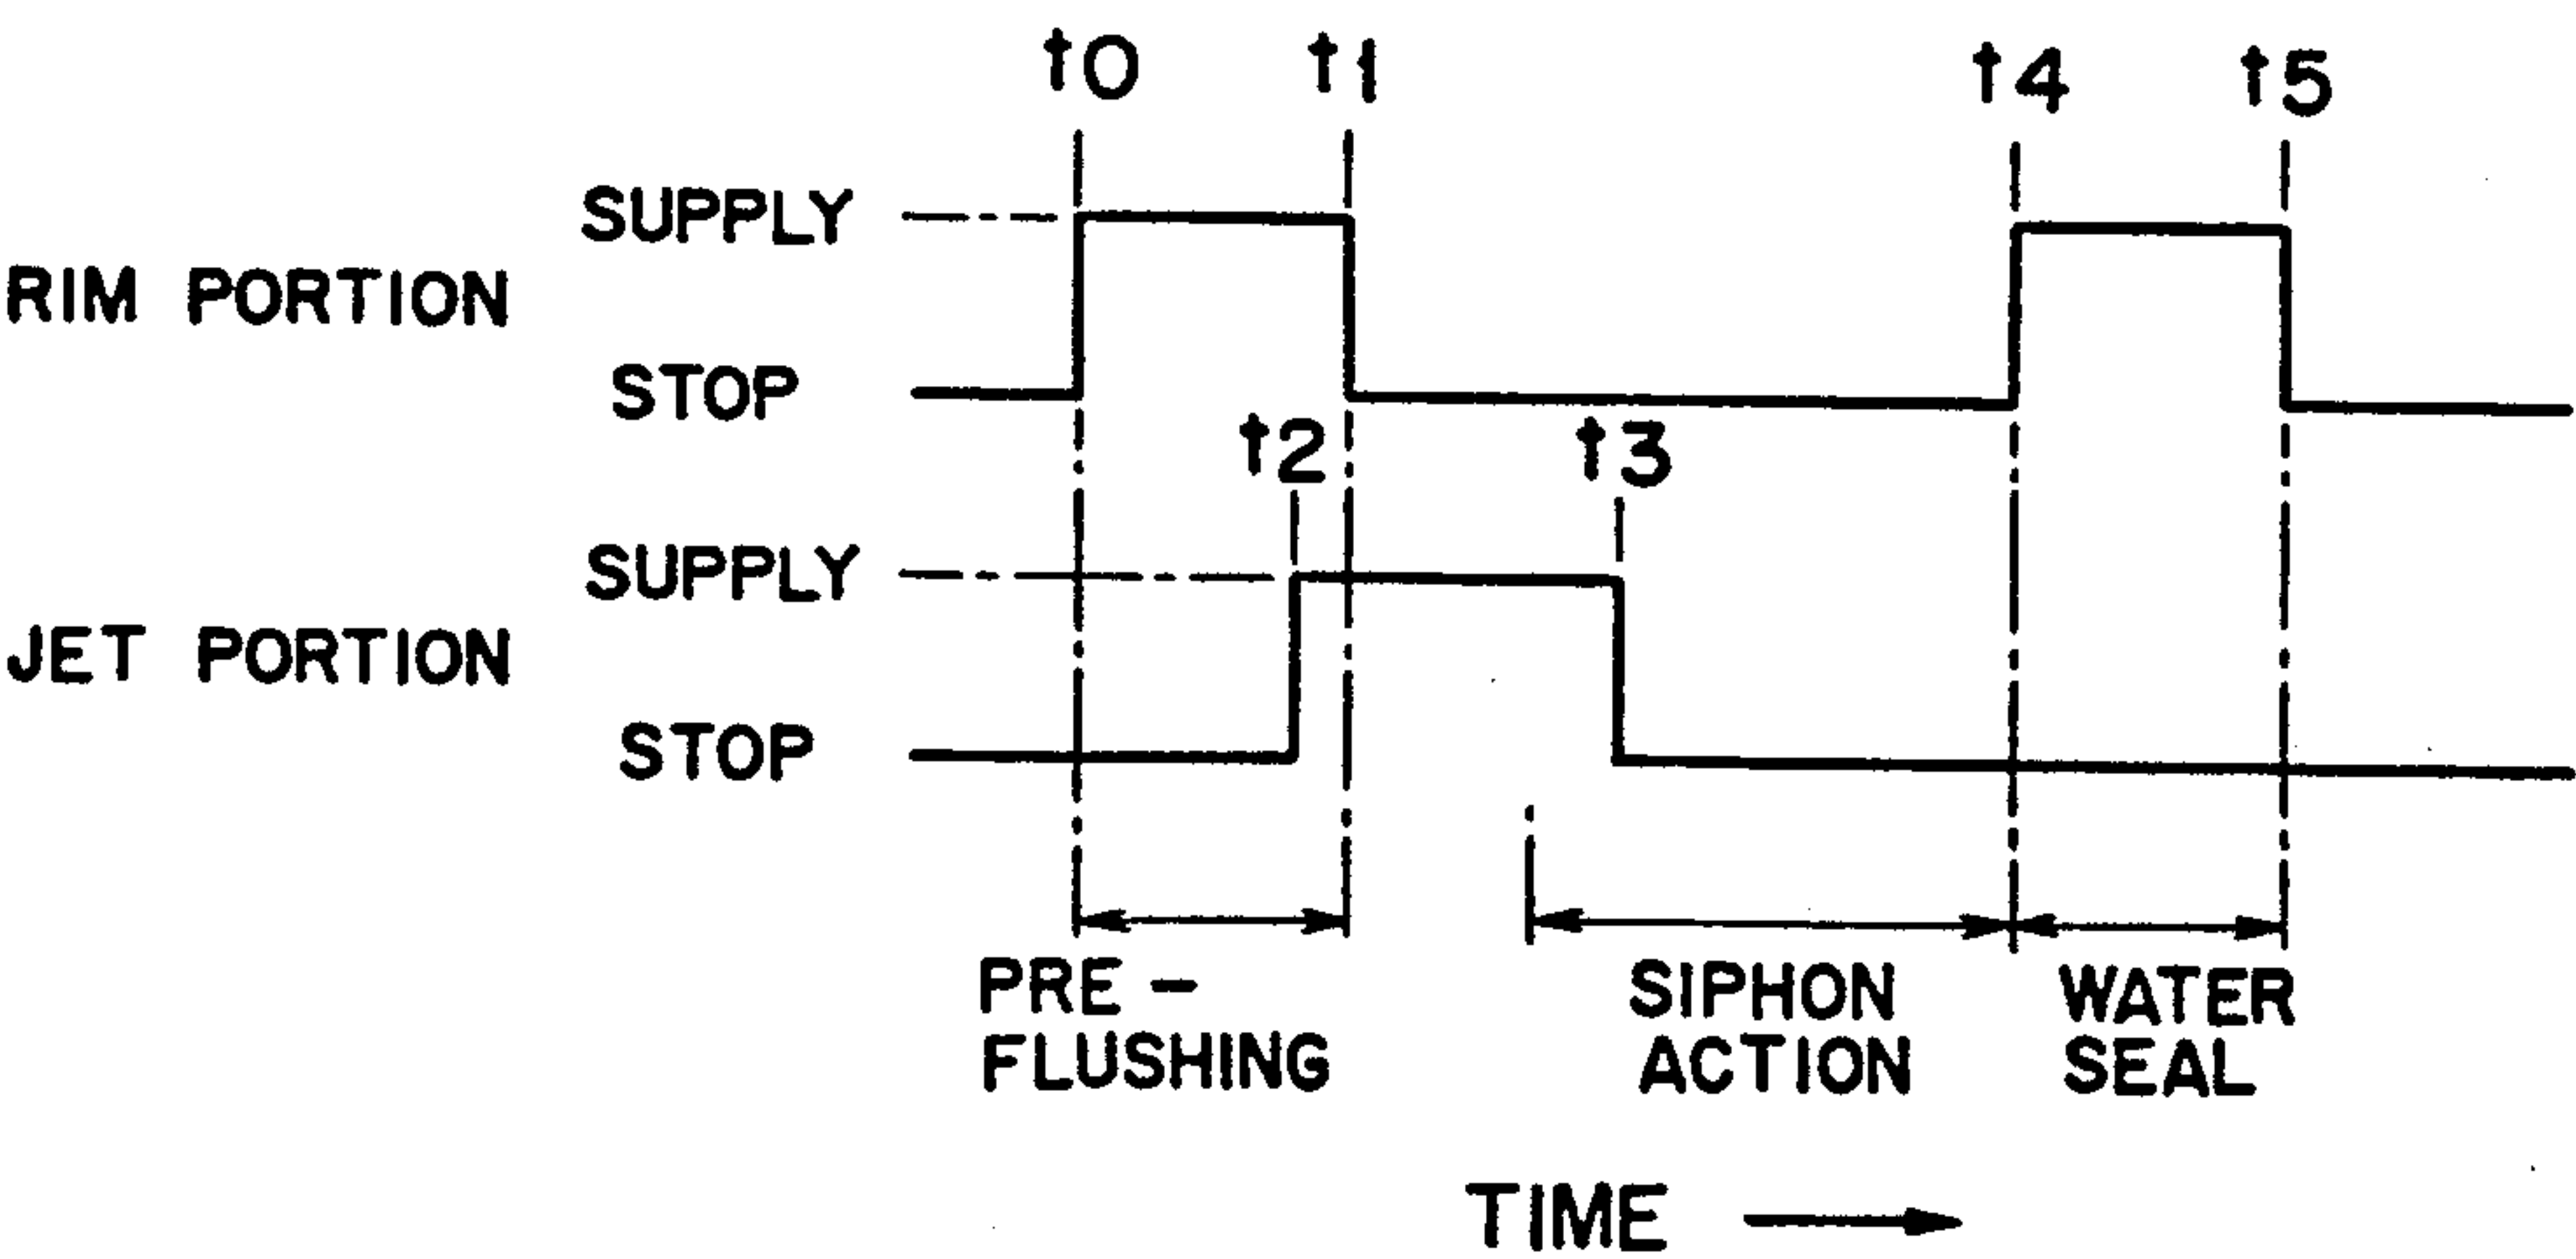 t0 t1 t4 t5
SUPPLY
RIM PORTION
STOP
t2 t3
SUPPLY
JET PORTION
STOP
PRE-
FLUSHING
SIPHON
ACTION
WATER
SEAL
TIME